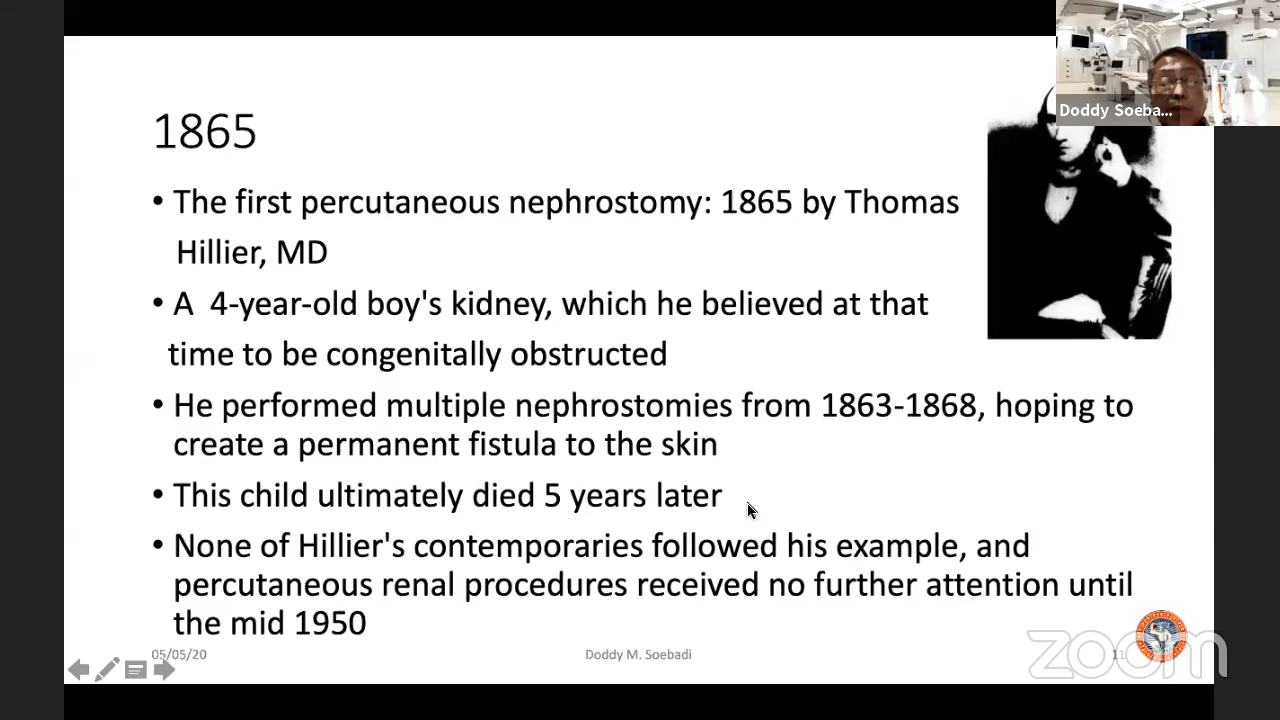 Doddy Soeba...
1865
• The first percutaneous nephrostomy: 1865 by Thomas
Hillier, MD
• A 4-year-old boy's kidney, which he believed at that
time to be congenitally obstructed
• He performed multiple nephrostomies from 1863-1868, hoping to
create a permanent fistula to the skin
• This child ultimately died 5 years later
• None of Hillier's contemporaries followed his example, and
percutaneous renal procedures received no further attention until
the mid 1950
05/05/20
Doddy M. Soebadi
11
zoom